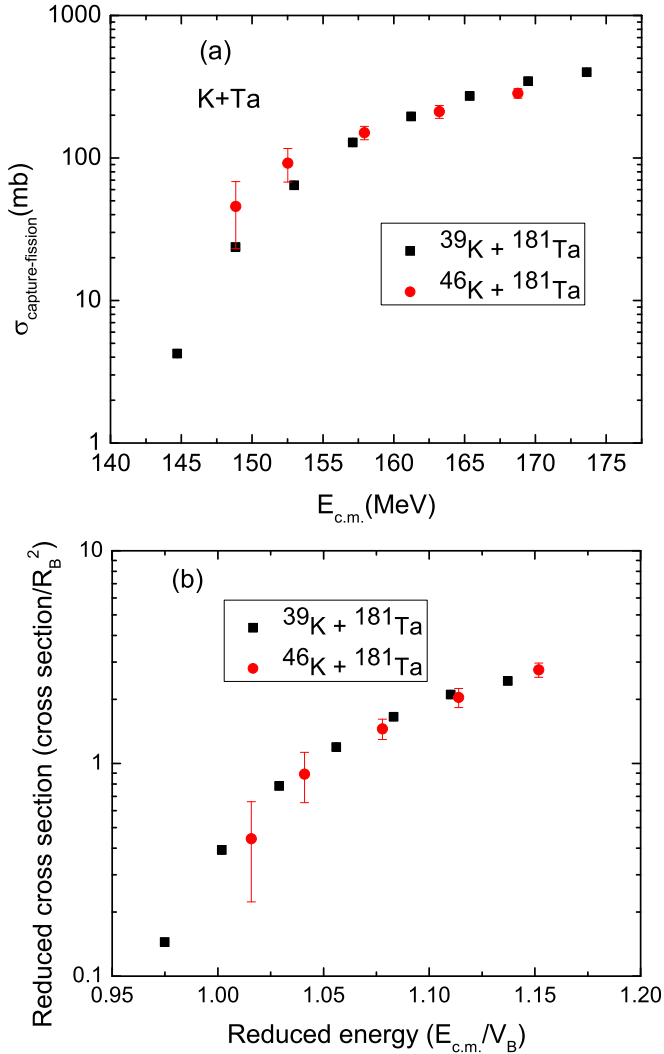 1000
(a)
K+Ta
100
σcapture-fission(mb)
39K + 181Ta
46K + 181Ta
10
1
140 145 150 155 160 165 170 175
Ec.m.(MeV)
10
(b)
39K + 181Ta
46K + 181Ta
Reduced cross section (cross section/RB2)
1
0.1
0.95 1.00 1.05 1.10 1.15 1.20
Reduced energy (Ec.m./VB)